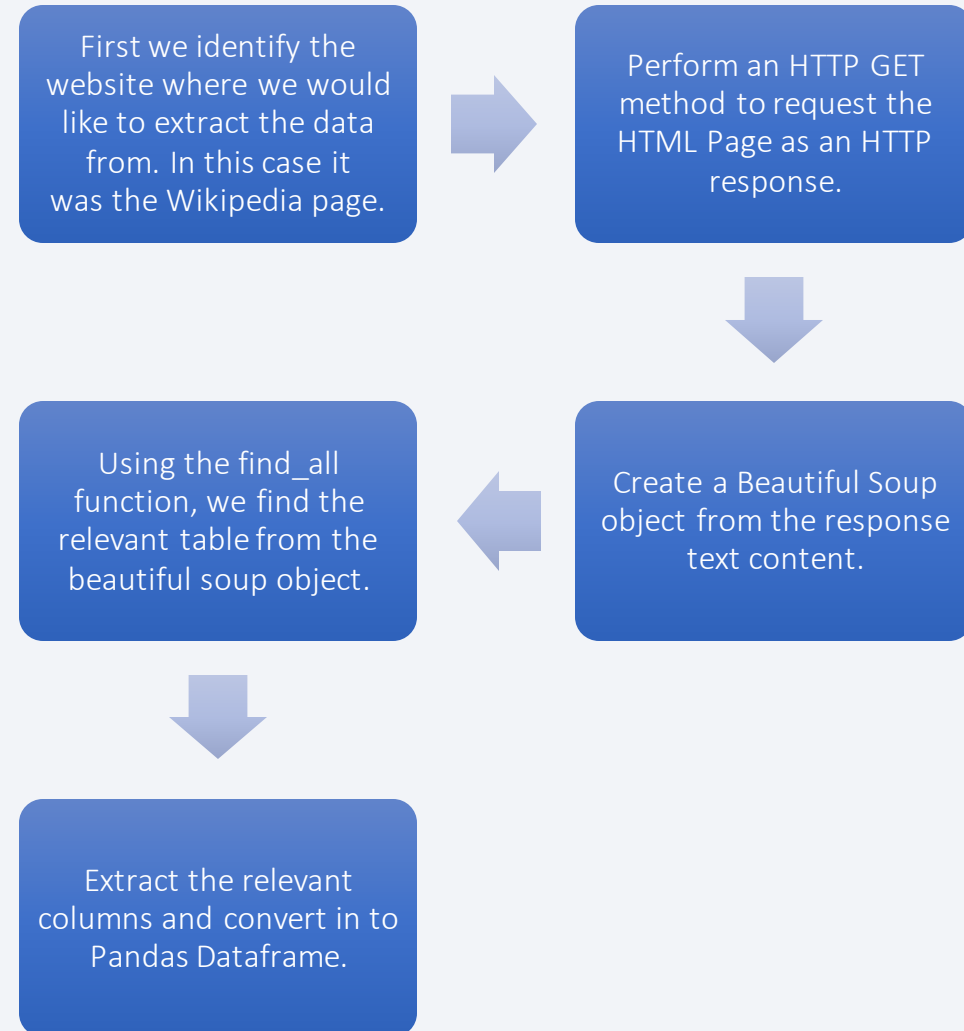 First we identify the
website where we would
like to extract the data
from. In this case it
was the Wikipedia page.
Perform an HTTP GET
method to request the
HTML Page as an HTTP
response.
Create a Beautiful Soup
object from the response
text content.
Using the find_all
function, we find the
relevant table from the
beautiful soup object.
Extract the relevant
columns and convert in to
Pandas Dataframe.